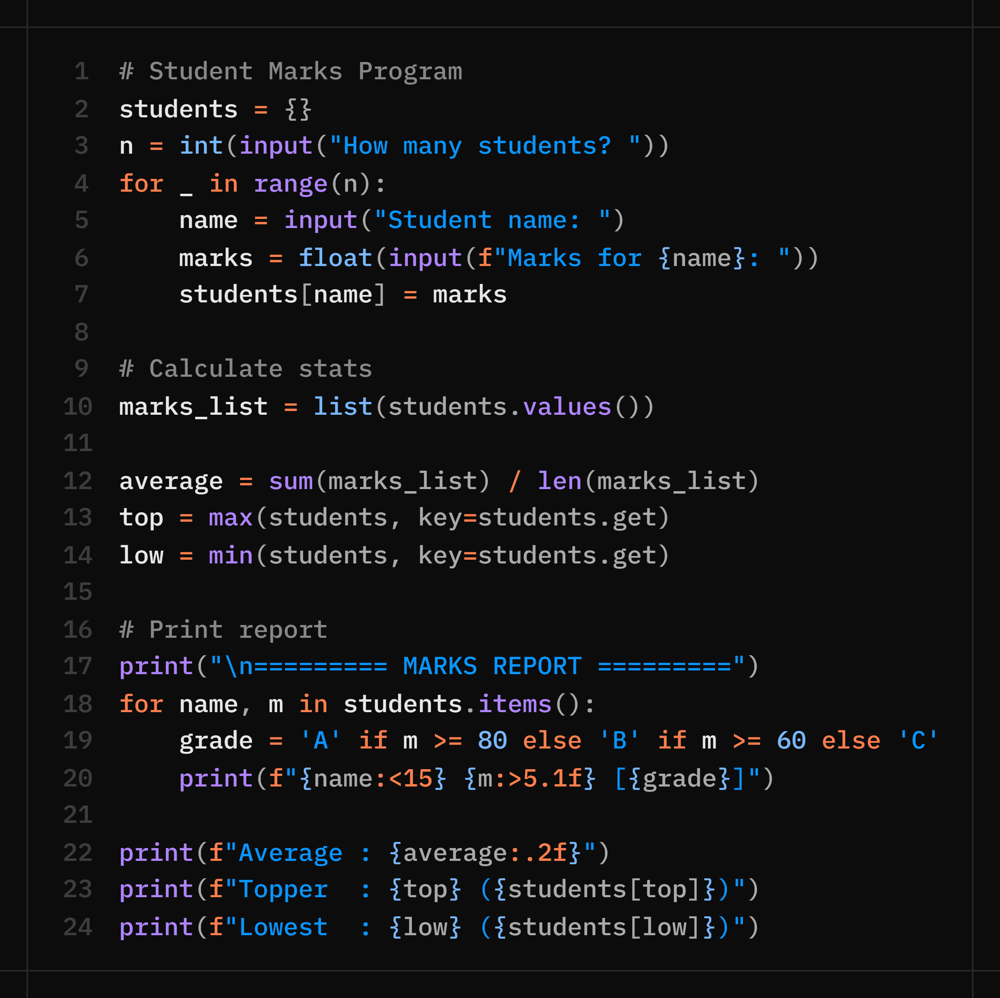 1 # Student Marks Program
2 students = {}
3 n = int(input("How many students? "))
4 for _ in range(n):
5     name = input("Student name: ")
6     marks = float(input(f"Marks for {name}: "))
7     students[name] = marks
8
9 # Calculate stats
10 marks_list = list(students.values())
11
12 average = sum(marks_list) / len(marks_list)
13 top = max(students, key=students.get)
14 low = min(students, key=students.get)
15
16 # Print report
17 print("\n========= MARKS REPORT =========")
18 for name, m in students.items():
19     grade = 'A' if m >= 80 else 'B' if m >= 60 else 'C'
20     print(f"{name:<15} {m:>5.1f} [{grade}]")
21
22 print(f"Average : {average:.2f}")
23 print(f"Topper  : {top} ({students[top]})")
24 print(f"Lowest  : {low} ({students[low]})")